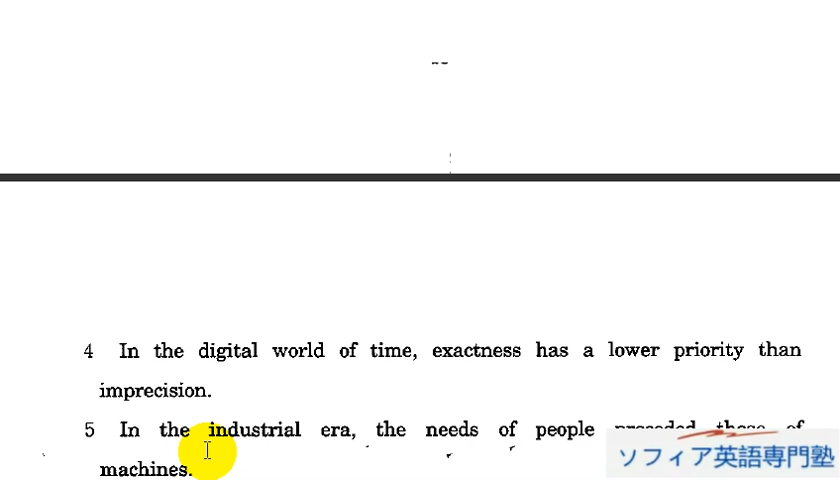 4 In the digital world of time, exactness has a lower priority than
imprecision.
5 In the industrial era, the needs of people
machines.
ソフィア英語専門塾